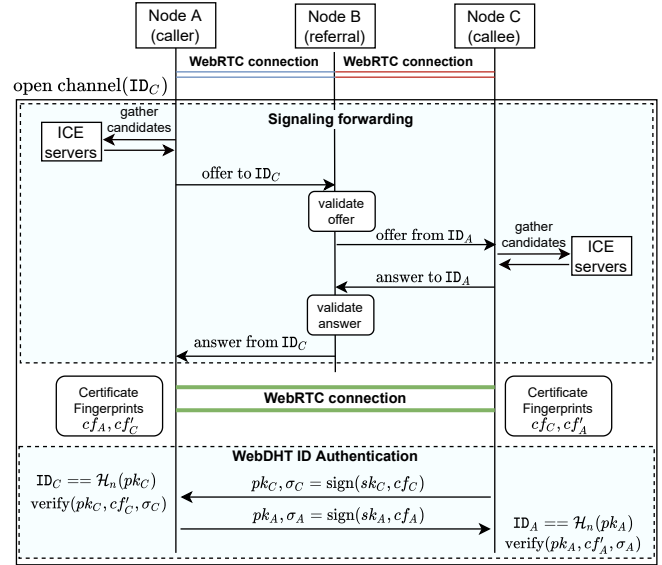 Node A
(caller)
Node B
(referral)
Node C
(callee)
WebRTC connection
WebRTC connection
open channel(ID_C)
Signaling forwarding
gather
candidates
ICE
servers
offer to ID_C
validate
offer
offer from ID_A
gather
candidates
ICE
servers
answer to ID_A
validate
answer
answer from ID_C
Certificate
Fingerprints
cf_A, cf′_C
WebRTC connection
Certificate
Fingerprints
cf_C, cf′_A
WebDHT ID Authentication
ID_C == ℋ_n(pk_C)
verify(pk_C, cf′_C, σ_C)
pk_C, σ_C = sign(sk_C, cf_C)
pk_A, σ_A = sign(sk_A, cf_A)
ID_A == ℋ_n(pk_A)
verify(pk_A, cf′_A, σ_A)